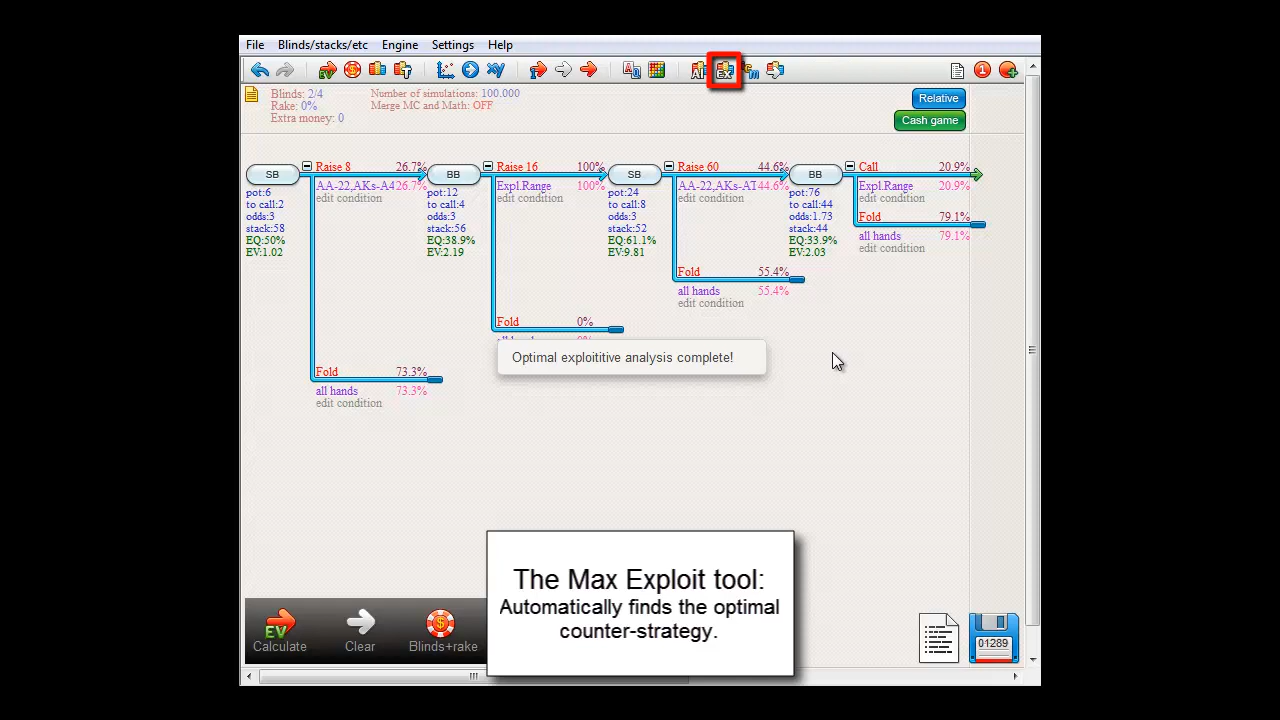 File Blinds/stacks/etc Engine Settings Help
Blinds: 2/4
Rake: 0%
Extra money: 0
Number of simulations: 100.000
Merge MC and Math: OFF
Relative
Cash game
SB
pot:6
to call:2
odds:3
stack:58
EQ:50%
EV:1.02
Raise 8 26.7%
AA-22,AKs-A4 26.7%
edit condition
Fold 73.3%
all hands 73.3%
edit condition
BB
pot:12
to call:4
odds:3
stack:56
EQ:38.9%
EV:2.19
Raise 16 100%
Expl.Range 100%
edit condition
Fold 0%
SB
pot:24
to call:8
odds:3
stack:52
EQ:61.1%
EV:9.81
Raise 60 44.6%
AA-22,AKs-AT 44.6%
edit condition
Fold 55.4%
all hands 55.4%
edit condition
BB
pot:76
to call:44
odds:1.73
stack:44
EQ:33.9%
EV:2.03
Call 20.9%
Expl.Range 20.9%
edit condition
Fold 79.1%
all hands 79.1%
edit condition
Optimal exploititive analysis complete!
The Max Exploit tool:
Automatically finds the optimal
counter-strategy.
EV
Calculate
Clear
Blinds+rake
01289